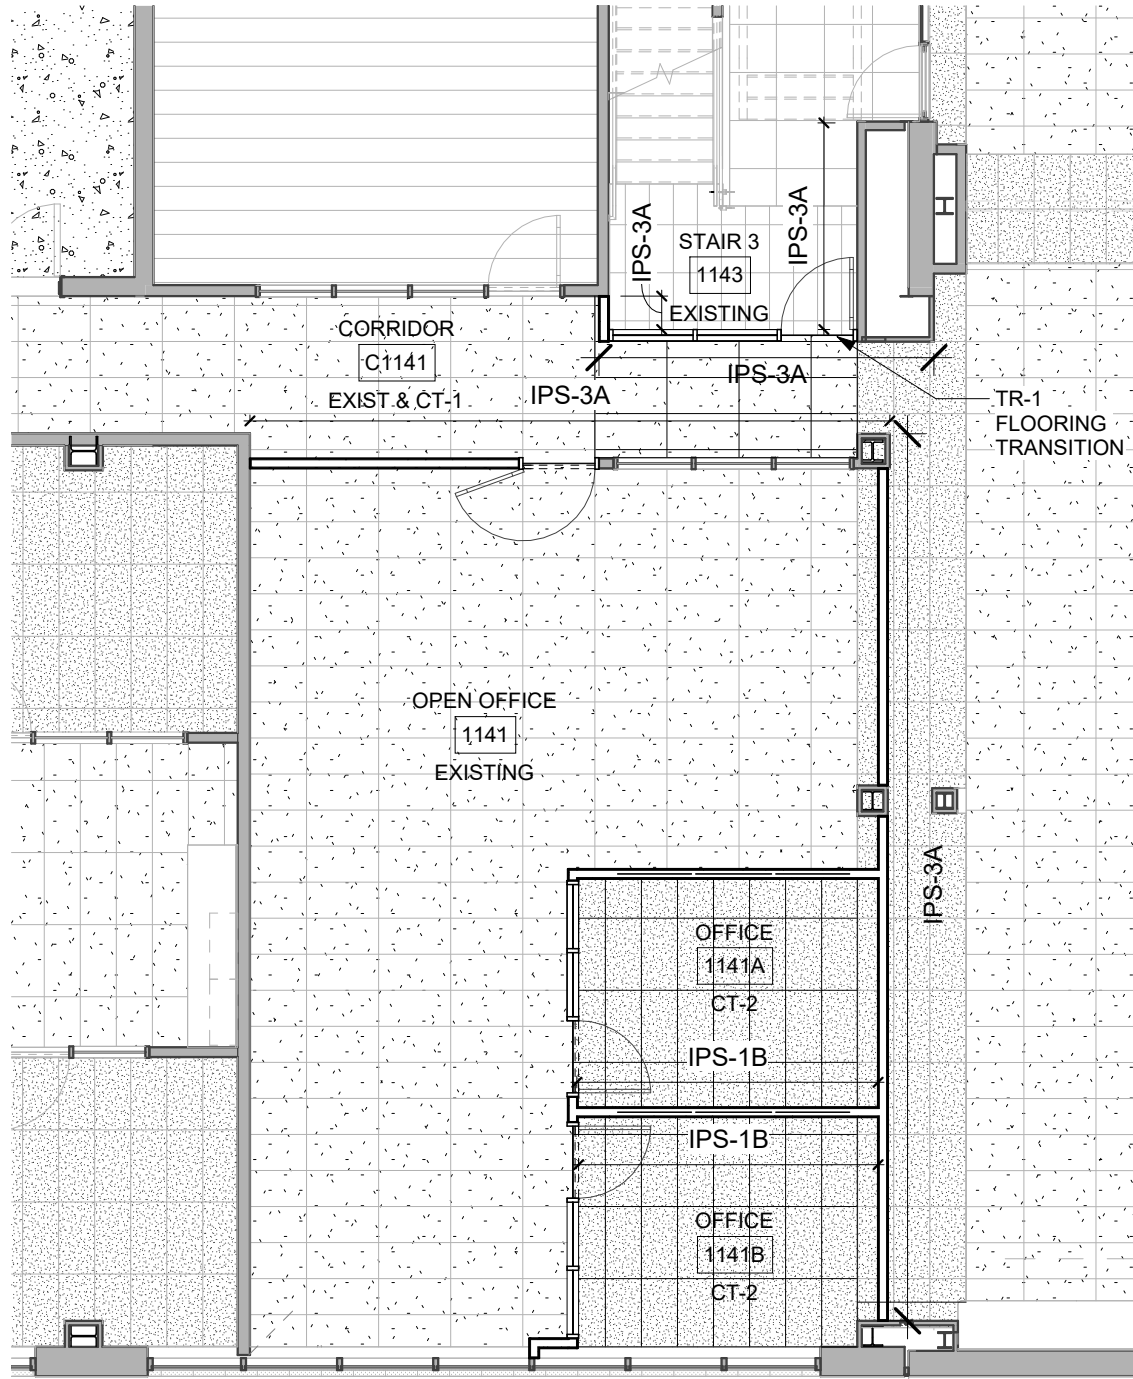 IPS-3A
IPS-3A
STAIR 3
1143
EXISTING
CORRIDOR
C1141
EXIST. & CT-1
IPS-3A
IPS-3A
TR-1
FLOORING
TRANSITION
OPEN OFFICE
1141
EXISTING
IPS-3A
OFFICE
1141A
CT-2
IPS-1B
IPS-1B
OFFICE
1141B
CT-2